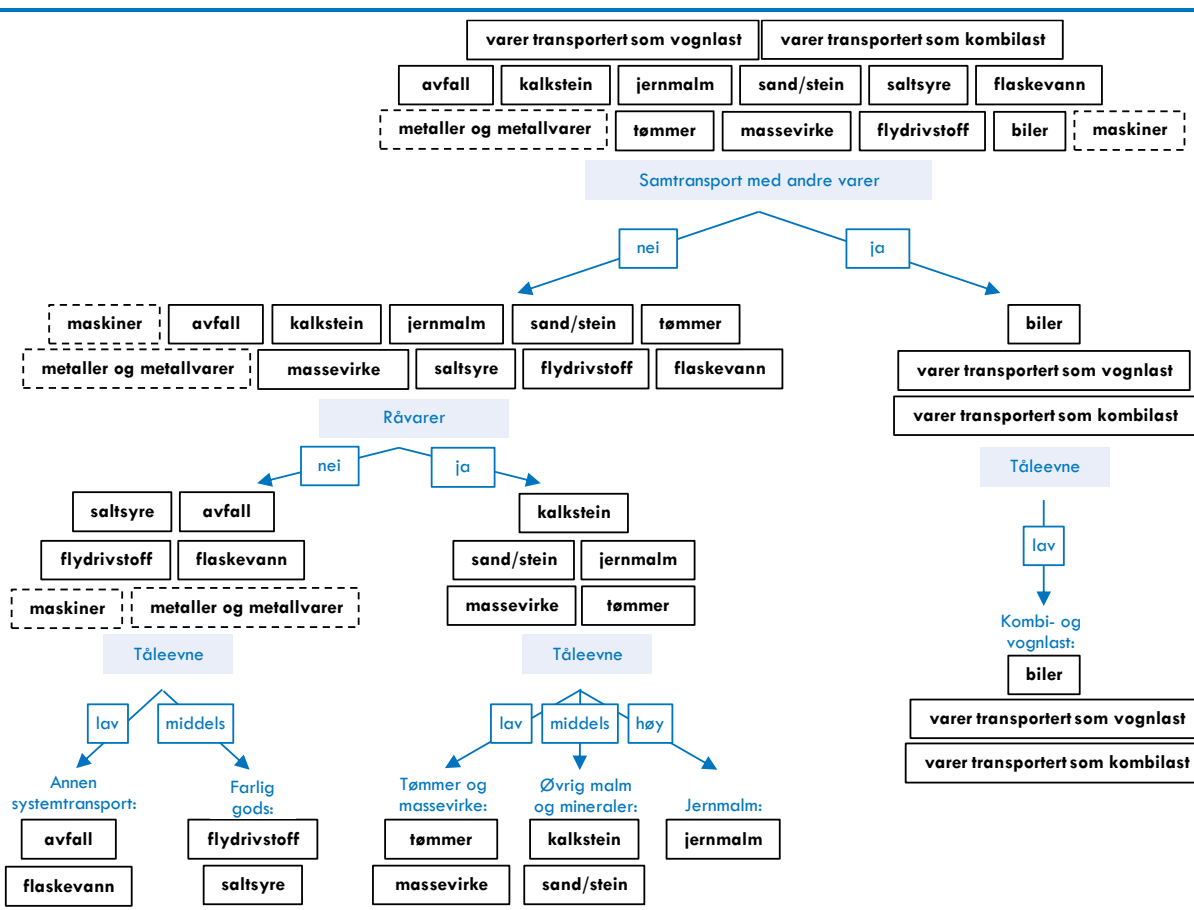 varer transportert som vognlast varer transportert som kombilast
avfall kalkstein jernmalm sand/stein saltsyre flaskevann
metaller og metallvarer tømmer massevirke flydrivstoff biler maskiner
Samtransport med andre varer
nei ja
maskiner avfall kalkstein jernmalm sand/stein tømmer biler
metaller og metallvarer massevirke saltsyre flydrivstoff flaskevann varer transportert som vognlast
varer transportert som kombilast
Råvarer Tåleevne
nei ja
saltsyre avfall kalkstein
lav
flydrivstoff flaskevann sand/stein jernmalm
maskiner metaller og metallvarer massevirke tømmer
Kombi- og
vognlast:
Tåleevne Tåleevne
biler
lav middels lav middels høy
varer transportert som vognlast
varer transportert som kombilast
Annen
systemtransport:
Farlig
gods:
Tømmer og
massevirke:
Øvrig malm
og mineraler:
Jernmalm:
avfall flydrivstoff tømmer kalkstein jernmalm
flaskevann saltsyre massevirke sand/stein